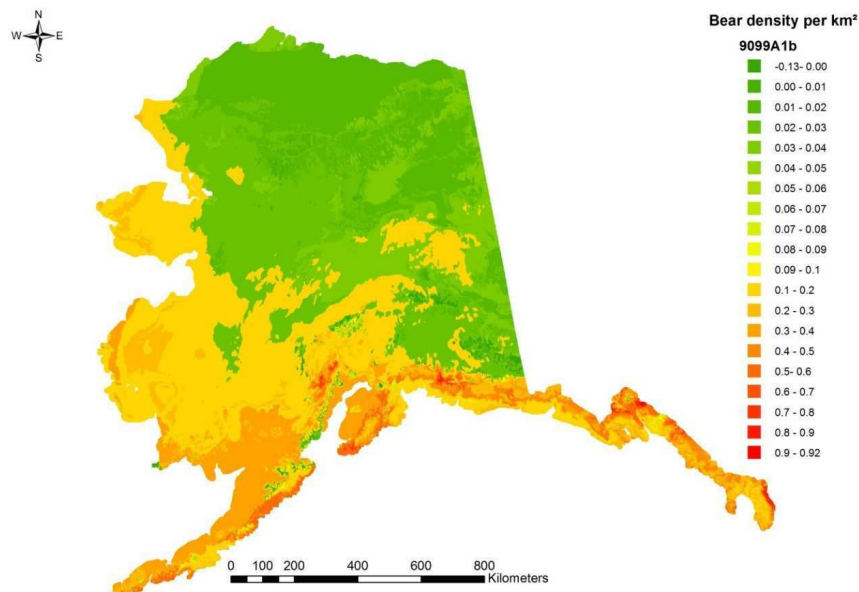 N
W E
S
Bear density per km²
9099A1b
-0.13- 0.00
0.00 - 0.01
0.01 - 0.02
0.02 - 0.03
0.03 - 0.04
0.04 - 0.05
0.05 - 0.06
0.06 - 0.07
0.07 - 0.08
0.08 - 0.09
0.09 - 0.1
0.1 - 0.2
0.2 - 0.3
0.3 - 0.4
0.4 - 0.5
0.5- 0.6
0.6 - 0.7
0.7 - 0.8
0.8 - 0.9
0.9 - 0.92
0 100 200 400 600 800
Kilometers